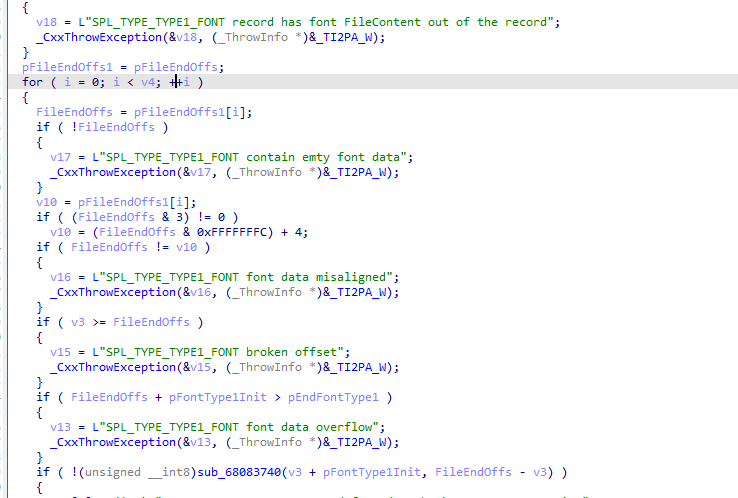 {
v18 = L"SPL_TYPE_TYPE1_FONT record has font FileContent out of the record";
_CxxThrowException(&v18, (_ThrowInfo *)&_TI2PA_W);
}
pFileEndOffs1 = pFileEndOffs;
for ( i = 0; i < v4; ++i )
{
FileEndOffs = pFileEndOffs1[i];
if ( !FileEndOffs )
{
v17 = L"SPL_TYPE_TYPE1_FONT contain emty font data";
_CxxThrowException(&v17, (_ThrowInfo *)&_TI2PA_W);
}
v10 = pFileEndOffs1[i];
if ( (FileEndOffs & 3) != 0 )
v10 = (FileEndOffs & 0xFFFFFFFC) + 4;
if ( FileEndOffs != v10 )
{
v16 = L"SPL_TYPE_TYPE1_FONT font data misaligned";
_CxxThrowException(&v16, (_ThrowInfo *)&_TI2PA_W);
}
if ( v3 >= FileEndOffs )
{
v15 = L"SPL_TYPE_TYPE1_FONT broken offset";
_CxxThrowException(&v15, (_ThrowInfo *)&_TI2PA_W);
}
if ( FileEndOffs + pFontType1Init > pEndFontType1 )
{
v13 = L"SPL_TYPE_TYPE1_FONT font data overflow";
_CxxThrowException(&v13, (_ThrowInfo *)&_TI2PA_W);
}
if ( !(unsigned __int8)sub_68083740(v3 + pFontType1Init, FileEndOffs - v3) )
{